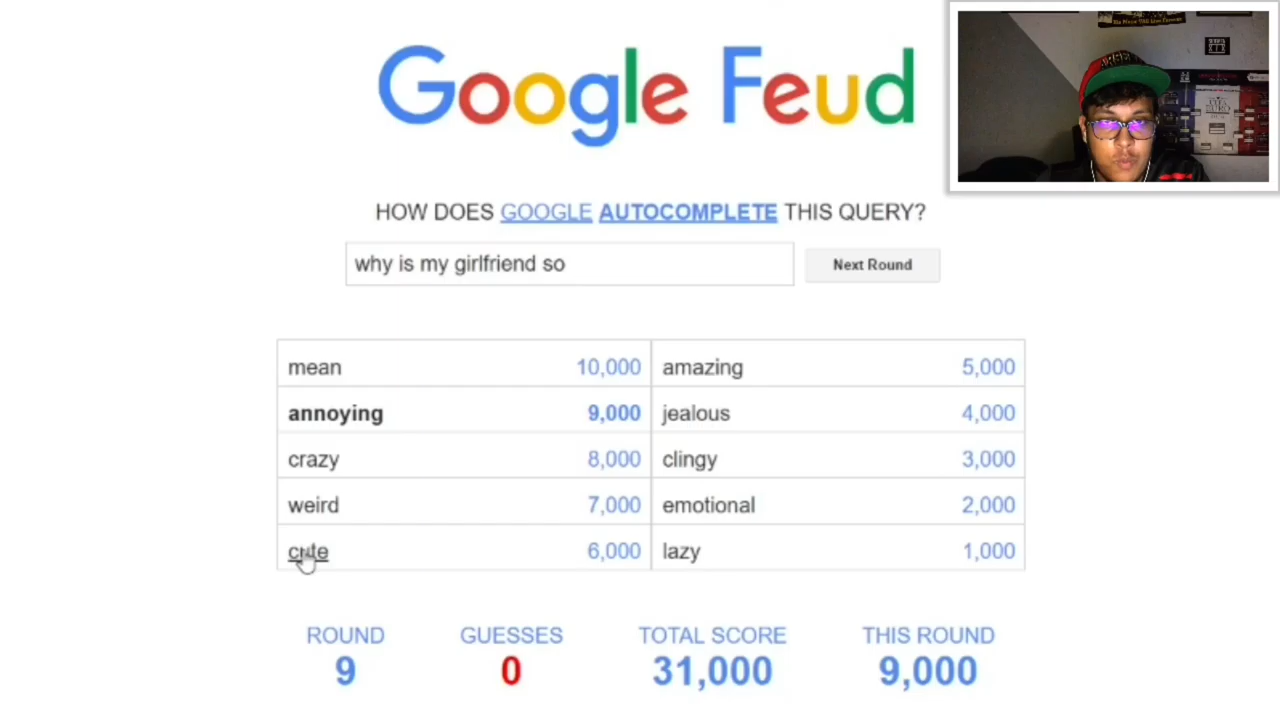 Google Feud
HOW DOES GOOGLE AUTOCOMPLETE THIS QUERY?
why is my girlfriend so
Next Round
mean 10,000 amazing 5,000
annoying 9,000 jealous 4,000
crazy 8,000 clingy 3,000
weird 7,000 emotional 2,000
cute 6,000 lazy 1,000
ROUND GUESSES TOTAL SCORE THIS ROUND
9 0 31,000 9,000